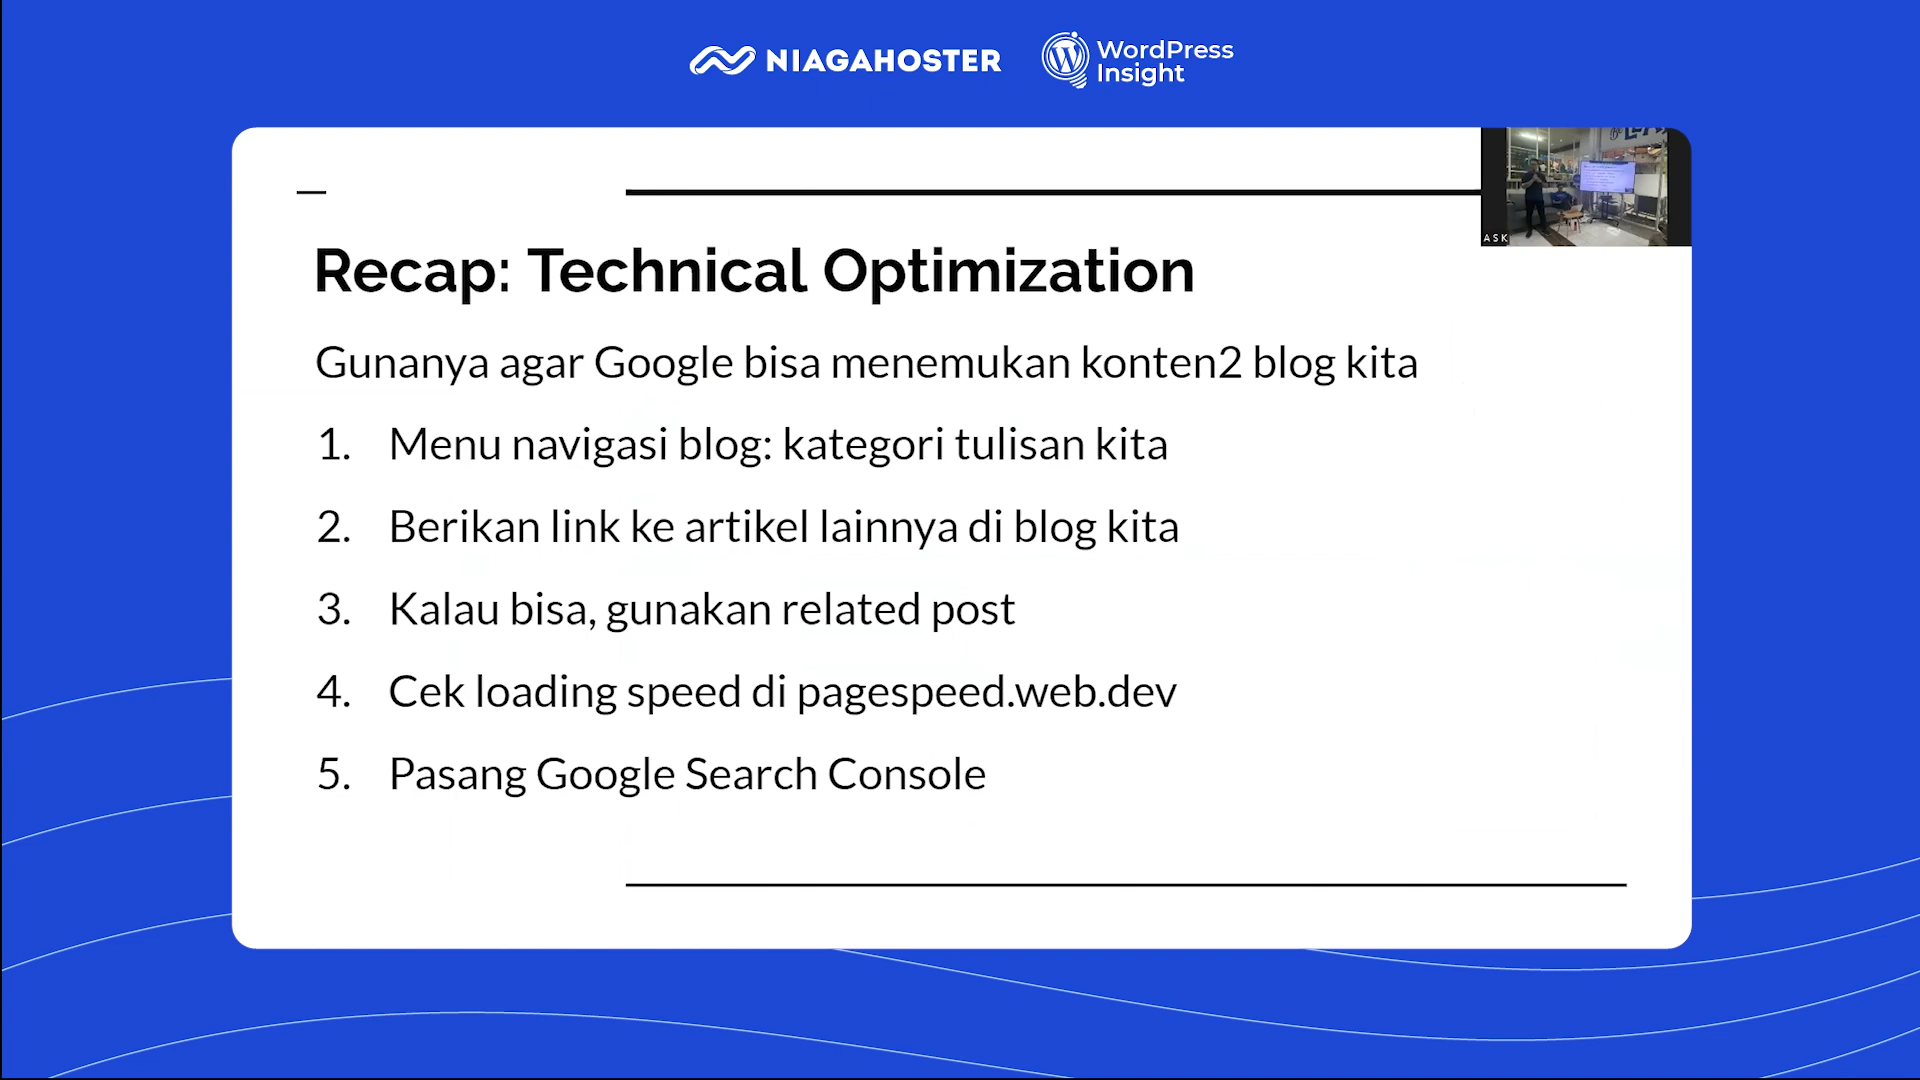 NIAGAHOSTER
WordPress
Insight
ASK
Recap: Technical Optimization
Gunanya agar Google bisa menemukan konten2 blog kita
1. Menu navigasi blog: kategori tulisan kita
2. Berikan link ke artikel lainnya di blog kita
3. Kalau bisa, gunakan related post
4. Cek loading speed di pagespeed.web.dev
5. Pasang Google Search Console